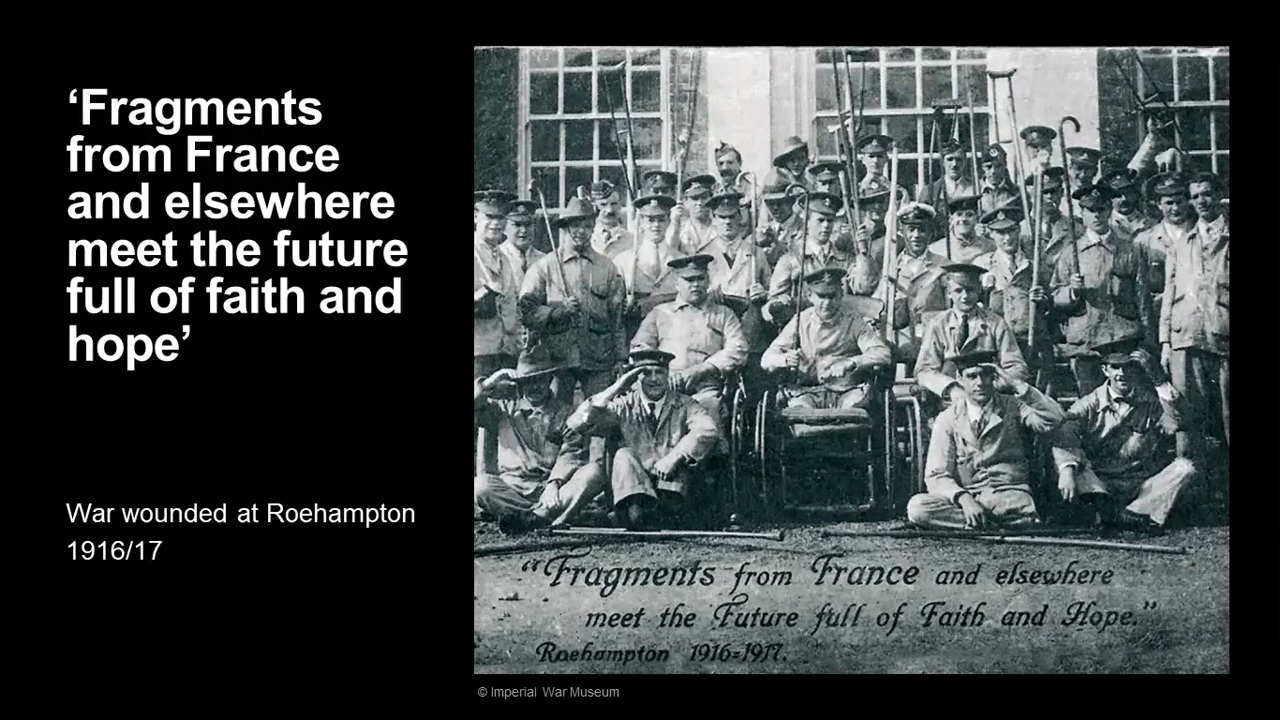 ‘Fragments
from France
and elsewhere
meet the future
full of faith and
hope’
War wounded at Roehampton
1916/17
“Fragments from France and elsewhere
meet the Future full of Faith and Hope.”
Roehampton 1916=1917.
© Imperial War Museum